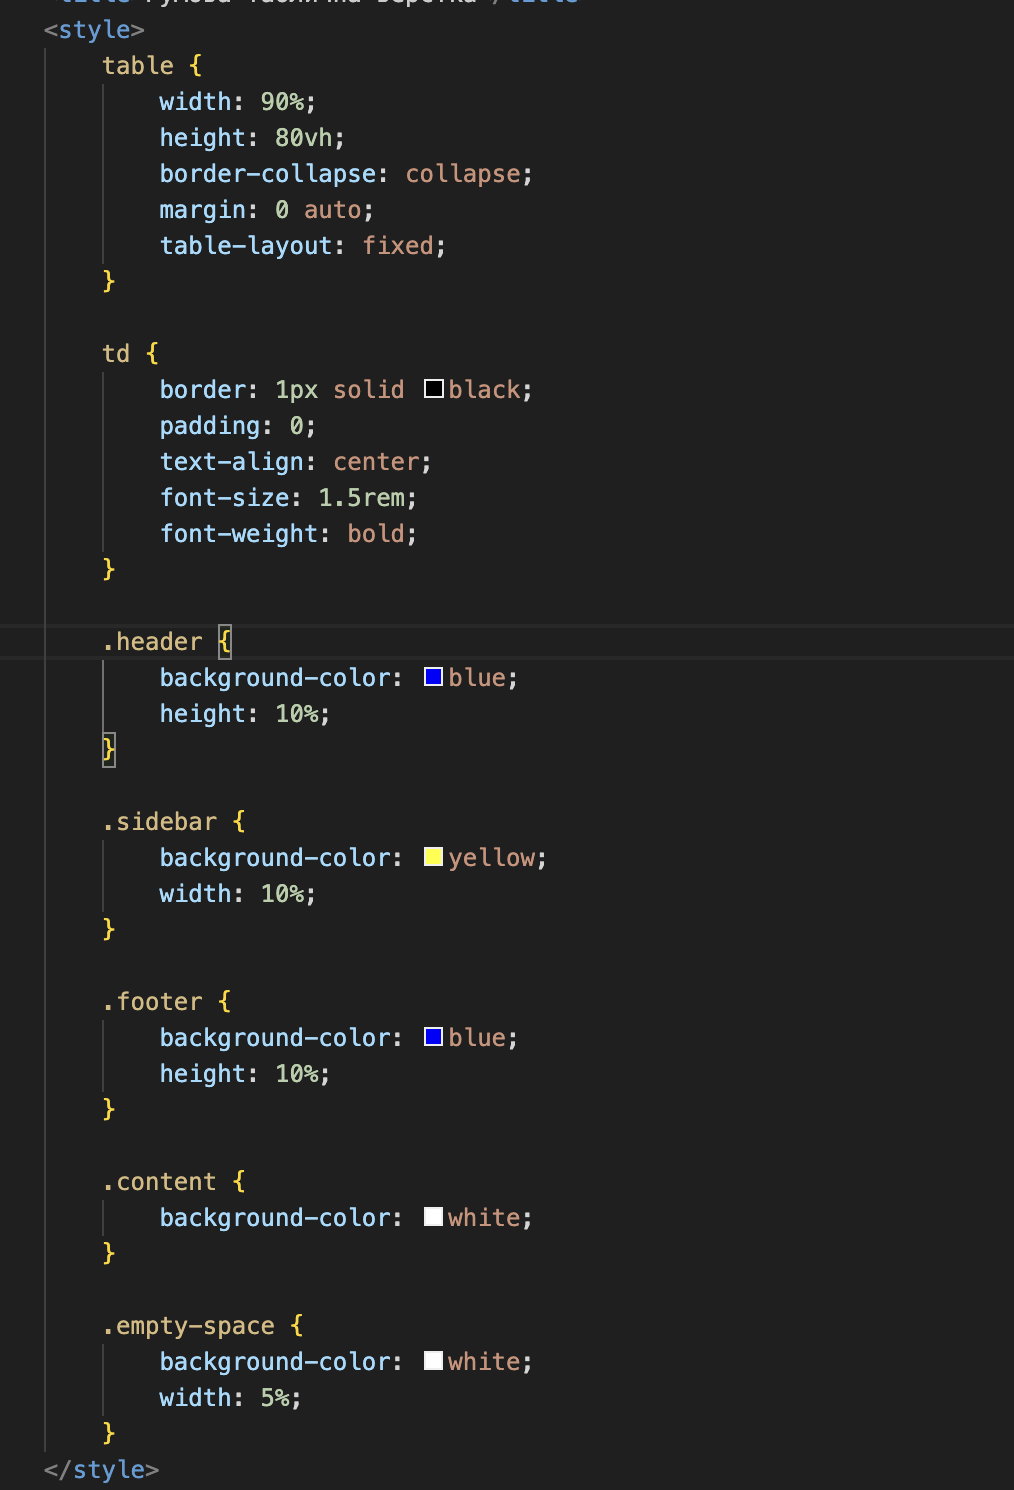 <style>
table {
width: 90%;
height: 80vh;
border-collapse: collapse;
margin: 0 auto;
table-layout: fixed;
}
td {
border: 1px solid black;
padding: 0;
text-align: center;
font-size: 1.5rem;
font-weight: bold;
}
.header {
background-color: blue;
height: 10%;
}
.sidebar {
background-color: yellow;
width: 10%;
}
.footer {
background-color: blue;
height: 10%;
}
.content {
background-color: white;
}
.empty-space {
background-color: white;
width: 5%;
}
</style>